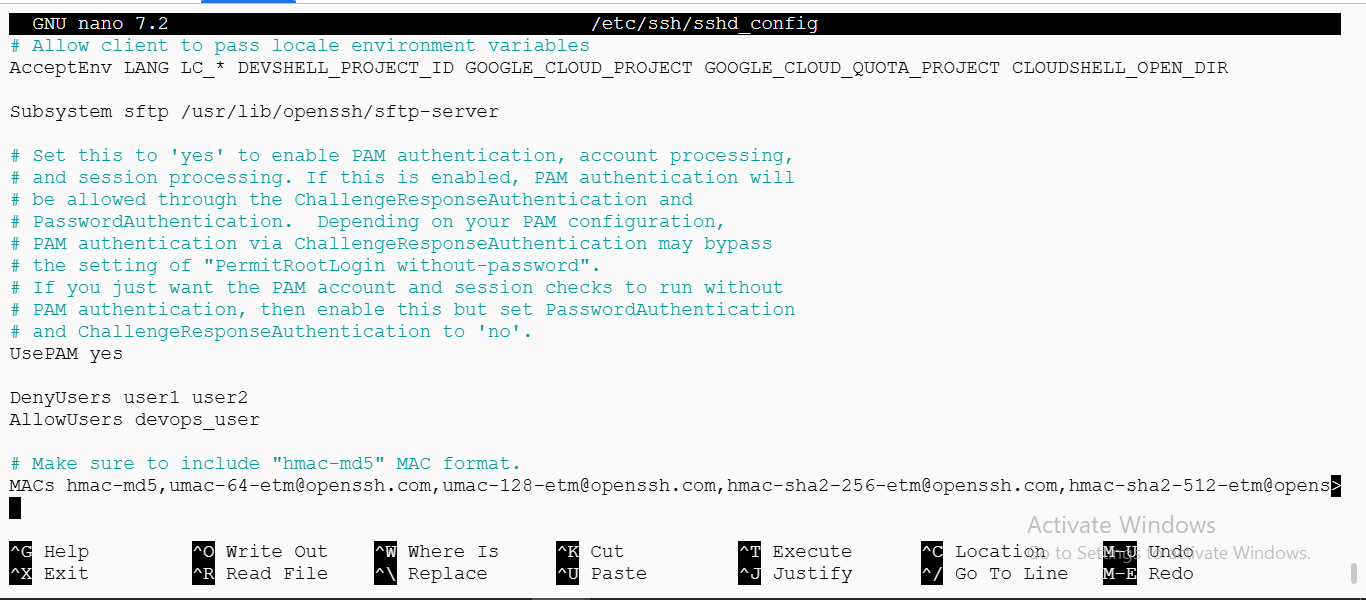 GNU nano 7.2 /etc/ssh/sshd_config
# Allow client to pass locale environment variables
AcceptEnv LANG LC_* DEVSHELL_PROJECT_ID GOOGLE_CLOUD_PROJECT GOOGLE_CLOUD_QUOTA_PROJECT CLOUDSHELL_OPEN_DIR
Subsystem sftp /usr/lib/openssh/sftp-server
# Set this to 'yes' to enable PAM authentication, account processing,
# and session processing. If this is enabled, PAM authentication will
# be allowed through the ChallengeResponseAuthentication and
# PasswordAuthentication.  Depending on your PAM configuration,
# PAM authentication via ChallengeResponseAuthentication may bypass
# the setting of "PermitRootLogin without-password".
# If you just want the PAM account and session checks to run without
# PAM authentication, then enable this but set PasswordAuthentication
# and ChallengeResponseAuthentication to 'no'.
UsePAM yes
DenyUsers user1 user2
AllowUsers devops_user
# Make sure to include "hmac-md5" MAC format.
MACs hmac-md5,umac-64-etm@openssh.com,umac-128-etm@openssh.com,hmac-sha2-256-etm@openssh.com,hmac-sha2-512-etm@opens>
Activate Windows
Go to Settings to activate Windows.
^G Help ^O Write Out ^W Where Is ^K Cut ^T Execute ^C Location M-U Undo
^X Exit ^R Read File ^\ Replace ^U Paste ^J Justify ^/ Go To Line M-E Redo